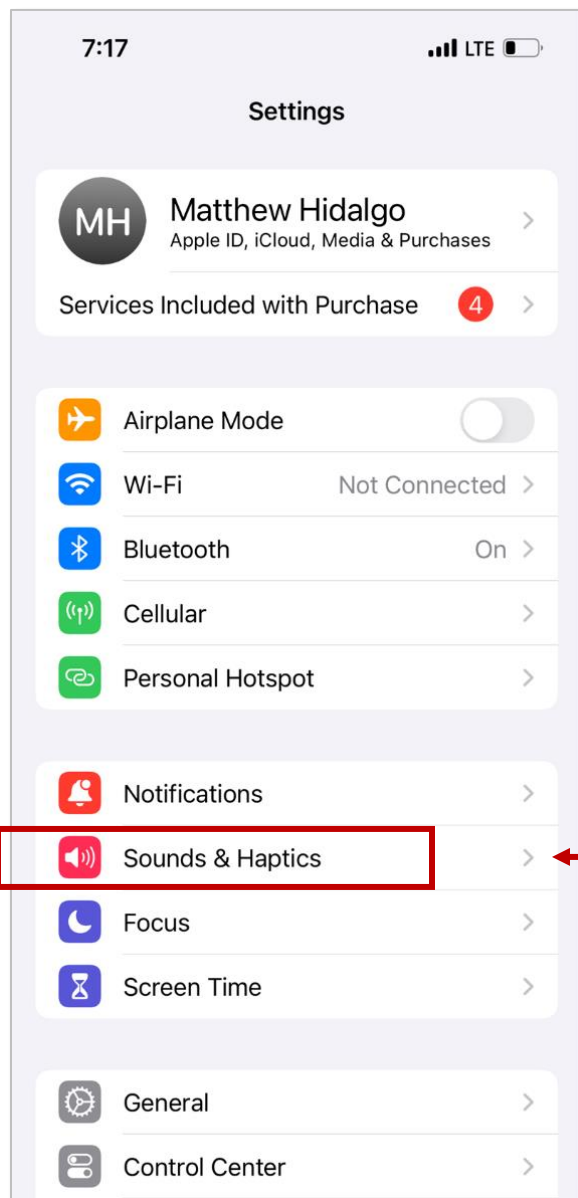 7:17 LTE
Settings
MH
Matthew Hidalgo
Apple ID, iCloud, Media & Purchases
Services Included with Purchase 4
Airplane Mode
Wi-Fi Not Connected
Bluetooth On
Cellular
Personal Hotspot
Notifications
Sounds & Haptics
Focus
Screen Time
General
Control Center